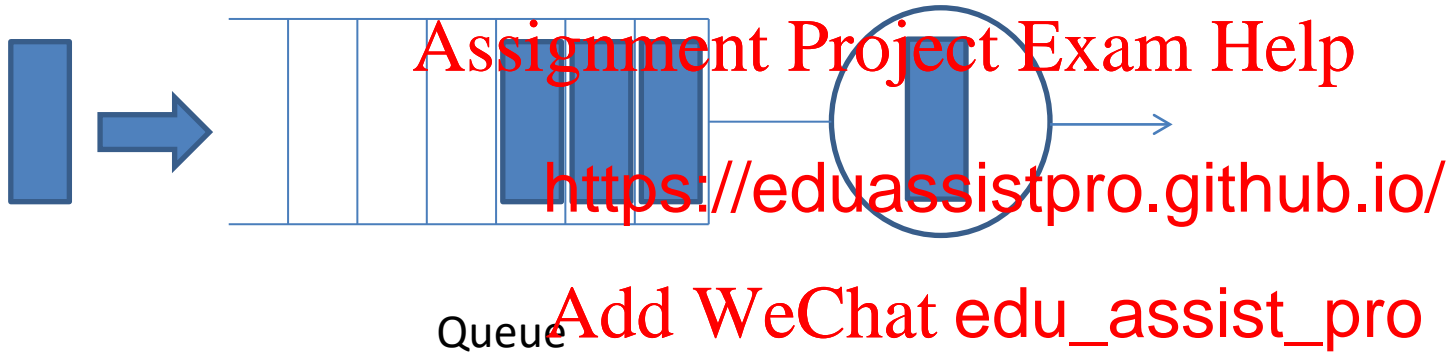 Assignment Project Exam Help
https://eduassistpro.github.io/
Queue
Add WeChat edu_assist_pro